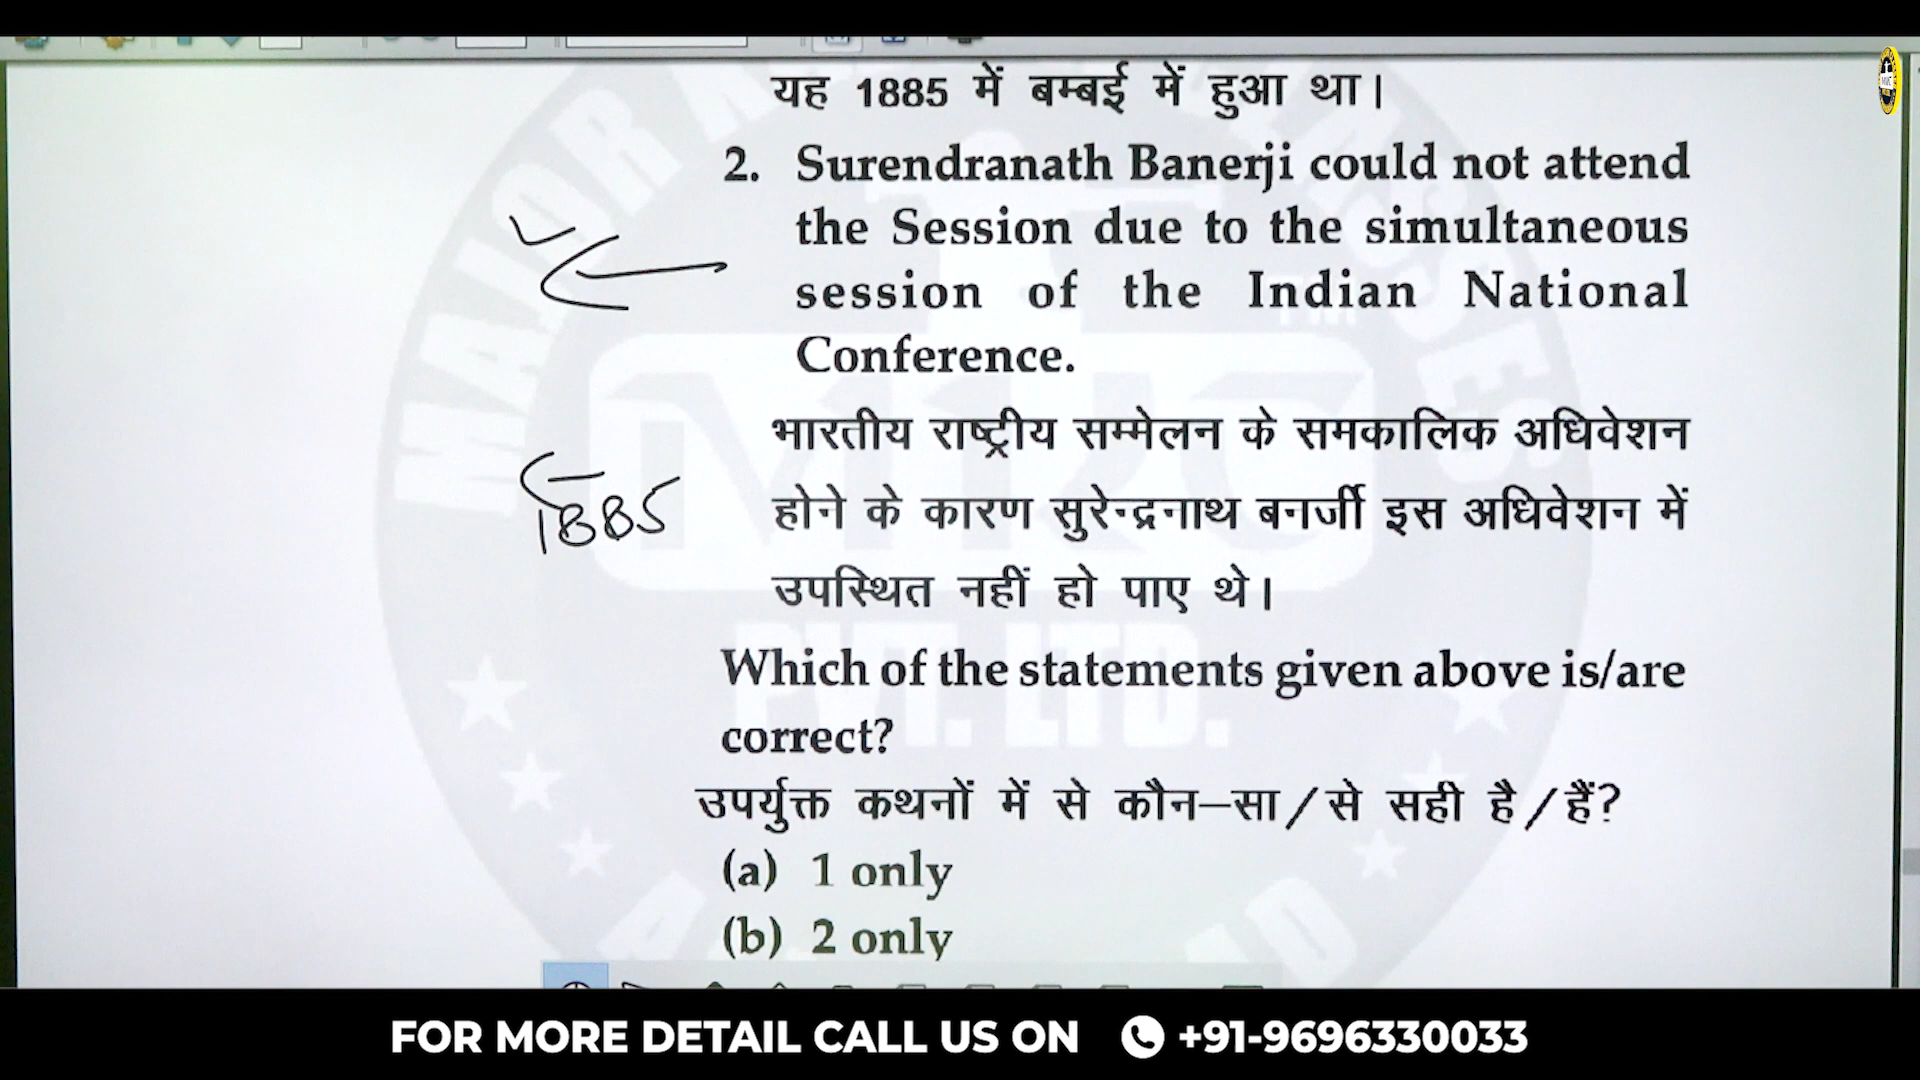 यह 1885 में बम्बई में हुआ था।
2. Surendranath Banerji could not attend
the Session due to the simultaneous
session of the Indian National
Conference.
भारतीय राष्ट्रीय सम्मेलन के समकालिक अधिवेशन
1885
होने के कारण सुरेन्द्रनाथ बनर्जी इस अधिवेशन में
उपस्थित नहीं हो पाए थे।
Which of the statements given above is/are
correct?
उपर्युक्त कथनों में से कौन–सा/से सही है/हैं?
(a) 1 only
(b) 2 only
PVT. LTD.
FOR MORE DETAIL CALL US ON +91-9696330033